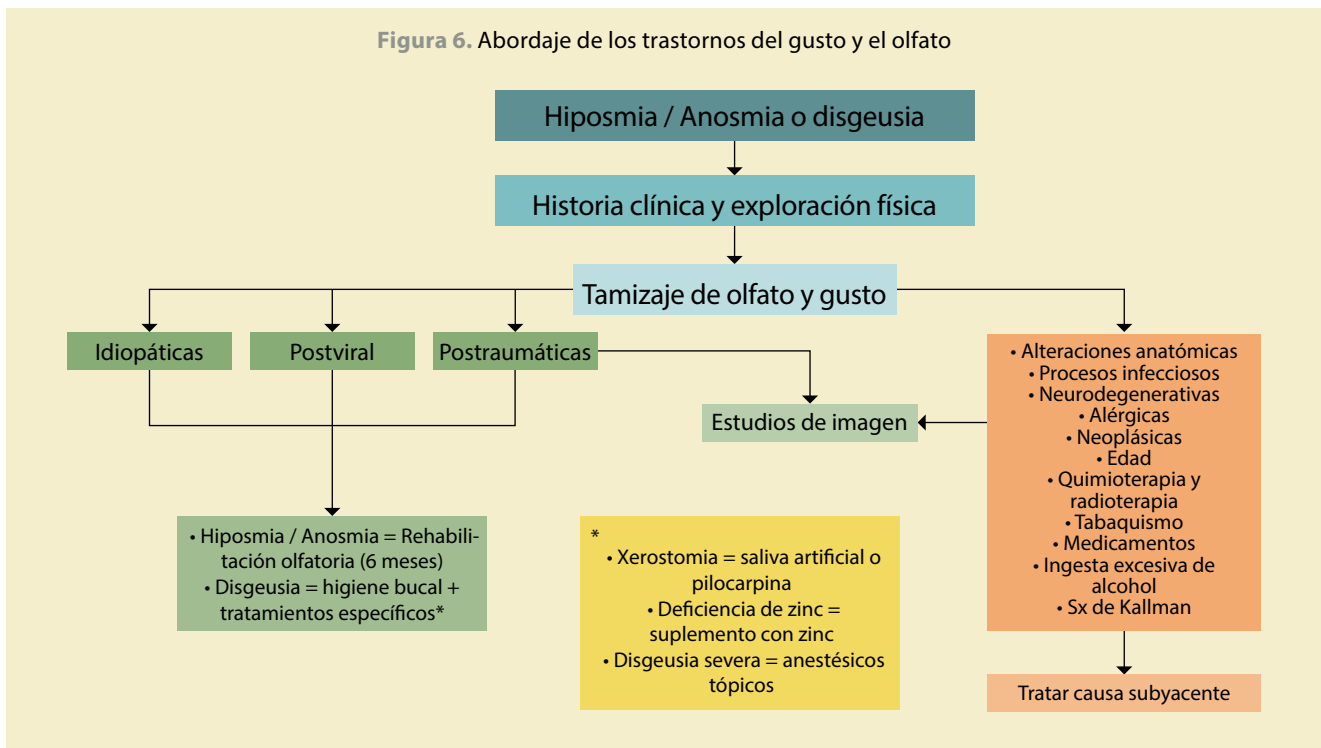 Figura 6. Abordaje de los trastornos del gusto y el olfato
Hiposmia / Anosmia o disgeusia
Historia clínica y exploración física
Tamizaje de olfato y gusto
Idiopáticas
Postviral
Postraumáticas
Estudios de imagen
• Alteraciones anatómicas
• Procesos infecciosos
• Neurodegenerativas
• Alérgicas
• Neoplásicas
• Edad
• Quimioterapia y
radioterapia
• Tabaquismo
• Medicamentos
• Ingesta excesiva de
alcohol
• Sx de Kallman
• Hiposmia / Anosmia = Rehabili-
tación olfatoria (6 meses)
• Disgeusia = higiene bucal +
tratamientos específicos*
*
• Xerostomia = saliva artificial o
pilocarpina
• Deficiencia de zinc =
suplemento con zinc
• Disgeusia severa = anestésicos
tópicos
Tratar causa subyacente